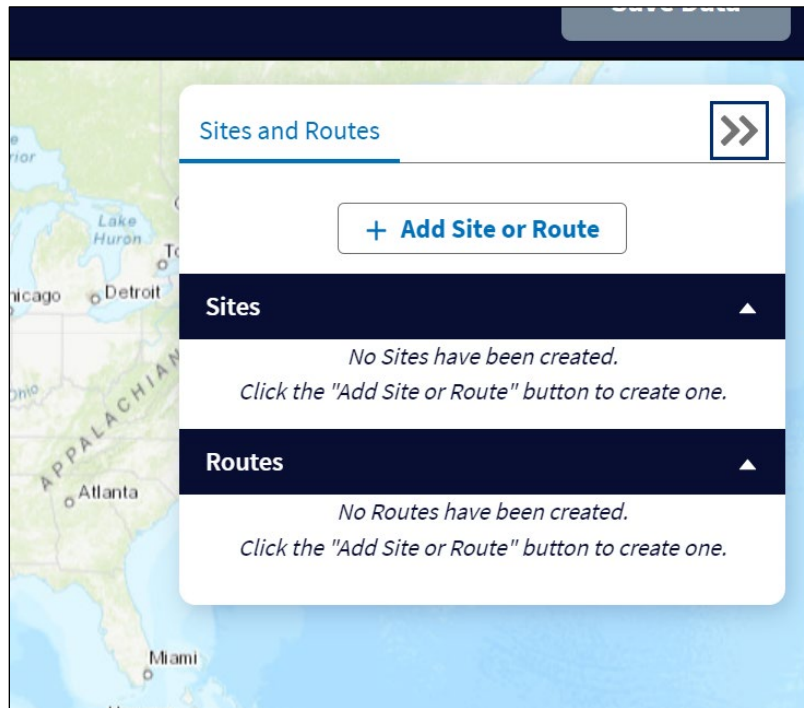 Save Data
Sites and Routes
+ Add Site or Route
Lake
Huron
Detroit
Sites
No Sites have been created.
Click the "Add Site or Route" button to create one.
APPALACHIAN
Routes
Atlanta
No Routes have been created.
Click the "Add Site or Route" button to create one.
Miami